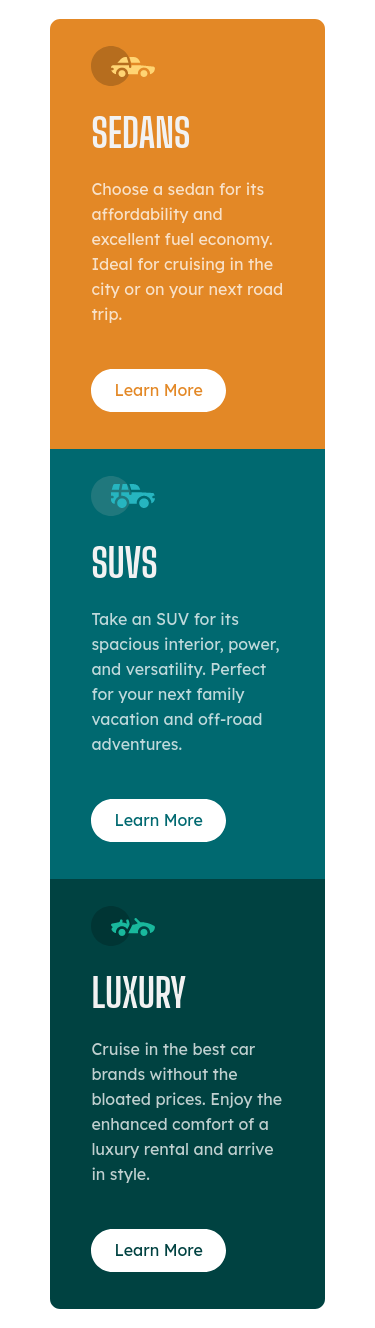 SEDANS
Choose a sedan for its
affordability and
excellent fuel economy.
Ideal for cruising in the
city or on your next road
trip.
Learn More
SUVS
Take an SUV for its
spacious interior, power,
and versatility. Perfect
for your next family
vacation and off-road
adventures.
Learn More
LUXURY
Cruise in the best car
brands without the
bloated prices. Enjoy the
enhanced comfort of a
luxury rental and arrive
in style.
Learn More